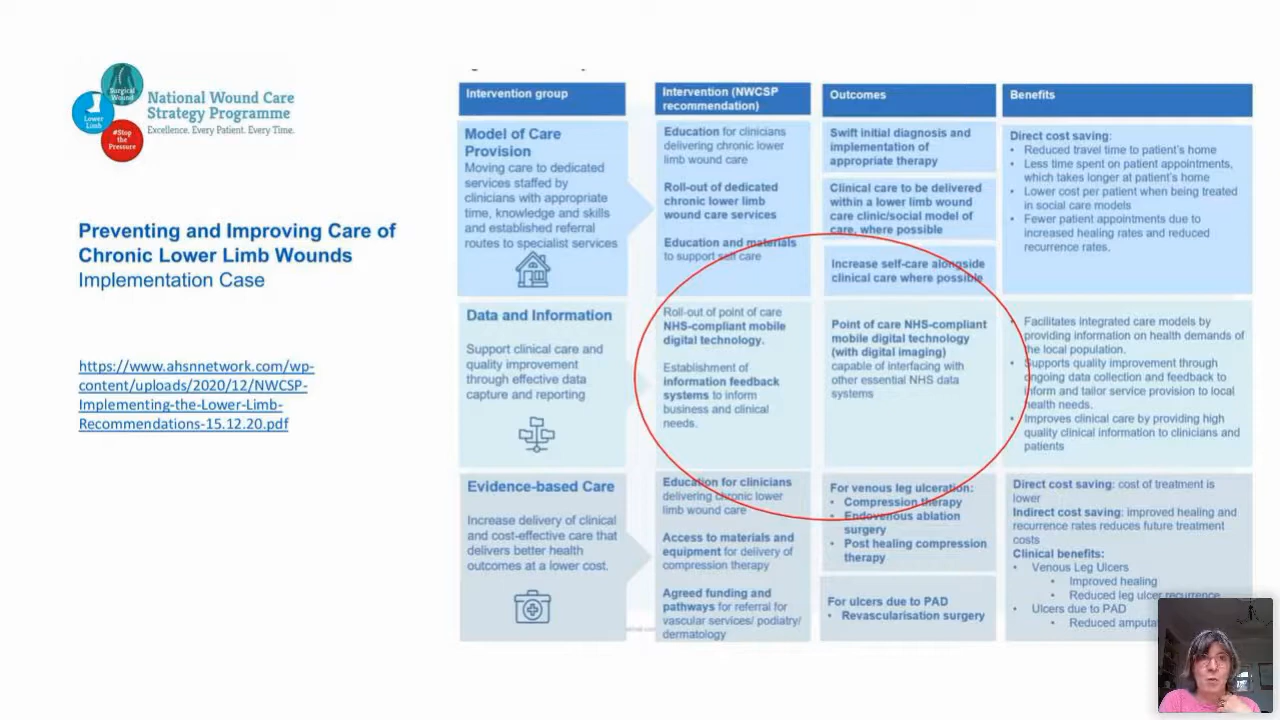 Surgical
Wound
Lower
Limb
#Stop
the
Pressure
National Wound Care
Strategy Programme
Excellence. Every Patient. Every Time.
Preventing and Improving Care of
Chronic Lower Limb Wounds
Implementation Case
https://www.ahsnnetwork.com/wp-
content/uploads/2020/12/NWCSP-
Implementing-the-Lower-Limb-
Recommendations-15.12.20.pdf
Intervention group
Intervention (NWCSP
recommendation)
Outcomes
Benefits
Model of Care
Provision
Moving care to dedicated
services staffed by
clinicians with appropriate
time, knowledge and skills
and established referral
routes to specialist services
Education for clinicians
delivering chronic lower
limb wound care
Roll-out of dedicated
chronic lower limb
wound care services
Education and materials
to support self care
Swift initial diagnosis and
implementation of
appropriate therapy
Clinical care to be delivered
within a lower limb wound
care clinic/social model of
care, where possible
Increase self-care alongside
clinical care where possible
Direct cost saving:
• Reduced travel time to patient's home
• Less time spent on patient appointments,
which takes longer at patient's home
• Lower cost per patient when being treated
in social care models
• Fewer patient appointments due to
increased healing rates and reduced
recurrence rates.
Data and Information
Support clinical care and
quality improvement
through effective data
capture and reporting
Roll-out of point of care
NHS-compliant mobile
digital technology.
Establishment of
information feedback
systems to inform
business and clinical
needs.
Point of care NHS-compliant
mobile digital technology
(with digital imaging)
capable of interfacing with
other essential NHS data
systems
• Facilitates integrated care models by
providing information on health demands of
the local population.
• Supports quality improvement through
ongoing data collection and feedback to
inform and tailor service provision to local
health needs.
• Improves clinical care by providing high
quality clinical information to clinicians and
patients
Evidence-based Care
Increase delivery of clinical
and cost-effective care that
delivers better health
outcomes at a lower cost.
Education for clinicians
delivering chronic lower
limb wound care
Access to materials and
equipment for delivery of
compression therapy
Agreed funding and
pathways for referral for
vascular services/ podiatry/
dermatology
For venous leg ulceration:
• Compression therapy
• Endovenous ablation
surgery
• Post healing compression
therapy
For ulcers due to PAD
• Revascularisation surgery
Direct cost saving: cost of treatment is
lower
Indirect cost saving: improved healing and
recurrence rates reduces future treatment
costs
Clinical benefits:
• Venous Leg Ulcers
• Improved healing
• Reduced leg ulcer recurrence
• Ulcers due to PAD
• Reduced